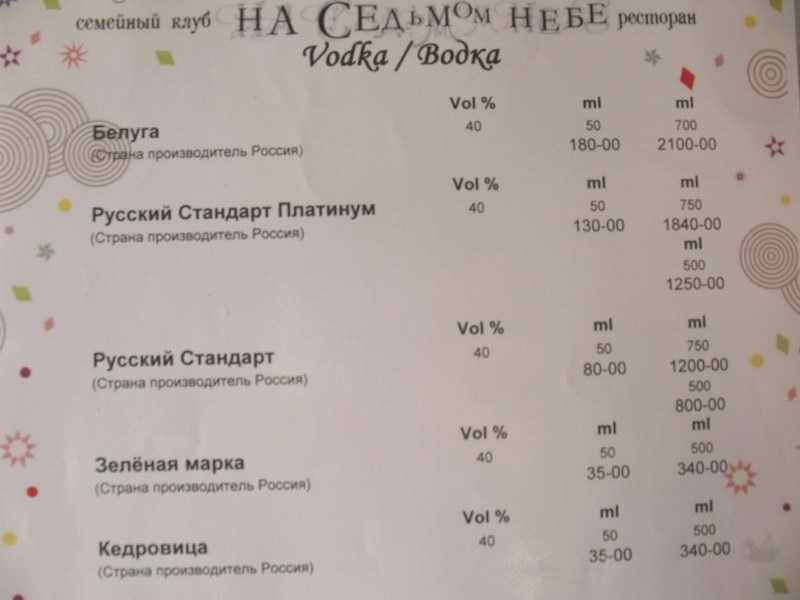 семейный клуб НА СЕДЬМОМ НЕБЕ ресторан
Vodka / Водка
Vol % ml ml
Белуга 40 50 700
(Страна производитель Россия) 180-00 2100-00
Vol % ml ml
Русский Стандарт Платинум 40 50 750
(Страна производитель Россия) 130-00 1840-00
ml
500
1250-00
Vol % ml ml
Русский Стандарт 40 50 750
(Страна производитель Россия) 80-00 1200-00
500
800-00
Vol % ml ml
Зелёная марка 40 50 500
(Страна производитель Россия) 35-00 340-00
Vol % ml ml
Кедровица 40 50 500
(Страна производитель Россия) 35-00 340-00